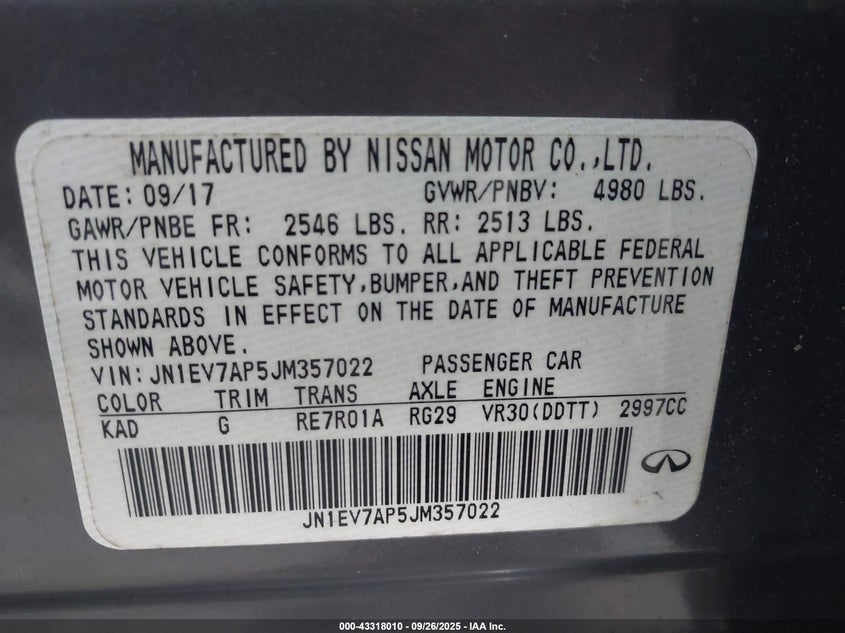 MANUFACTURED BY NISSAN MOTOR CO.,LTD.
DATE: 09/17 GVWR/PNBV: 4980 LBS.
GAWR/PNBE FR: 2546 LBS. RR: 2513 LBS.
THIS VEHICLE CONFORMS TO ALL APPLICABLE FEDERAL
MOTOR VEHICLE SAFETY,BUMPER,AND THEFT PREVENTION
STANDARDS IN EFFECT ON THE DATE OF MANUFACTURE
SHOWN ABOVE.
VIN:JN1EV7AP5JM357022 PASSENGER CAR
COLOR TRIM TRANS AXLE ENGINE
KAD G RE7R01A RG29 VR30(DDTT) 2997CC
JN1EV7AP5JM357022
000-43318010 - 09/26/2025 - IAA Inc.